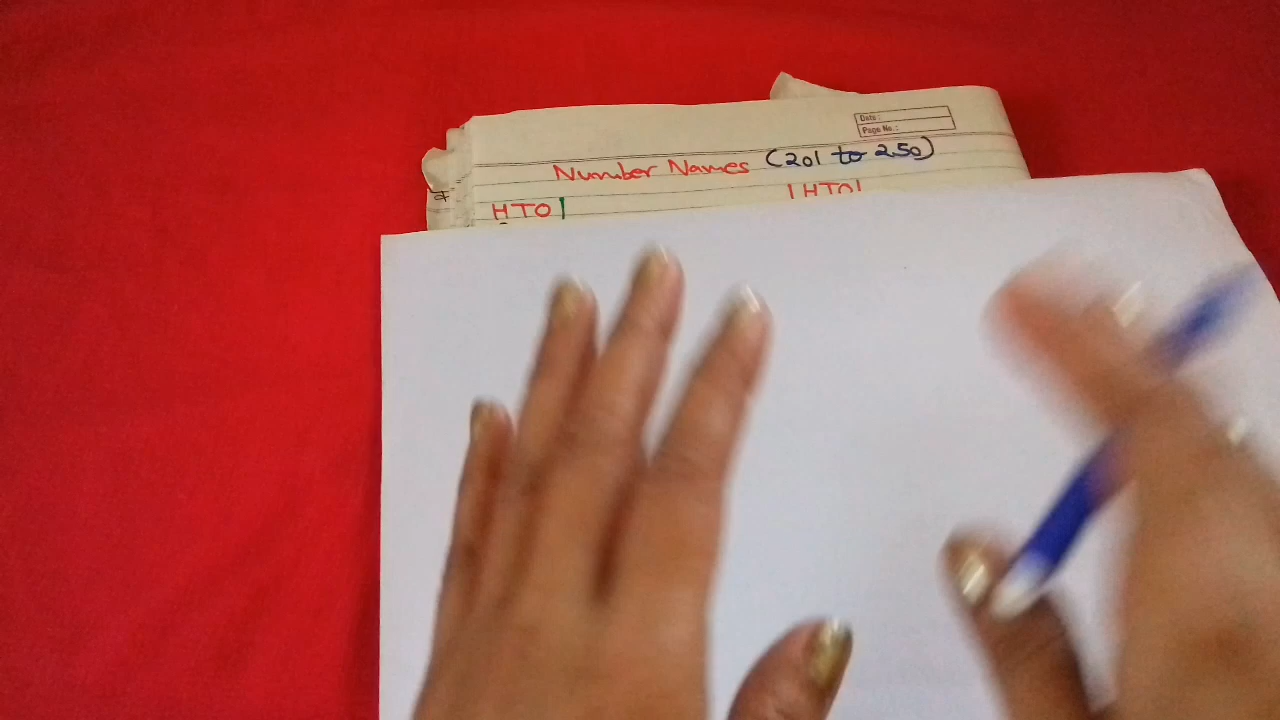 Date :
Page No. :
Number Names (201 to 250)
HTO
HTO